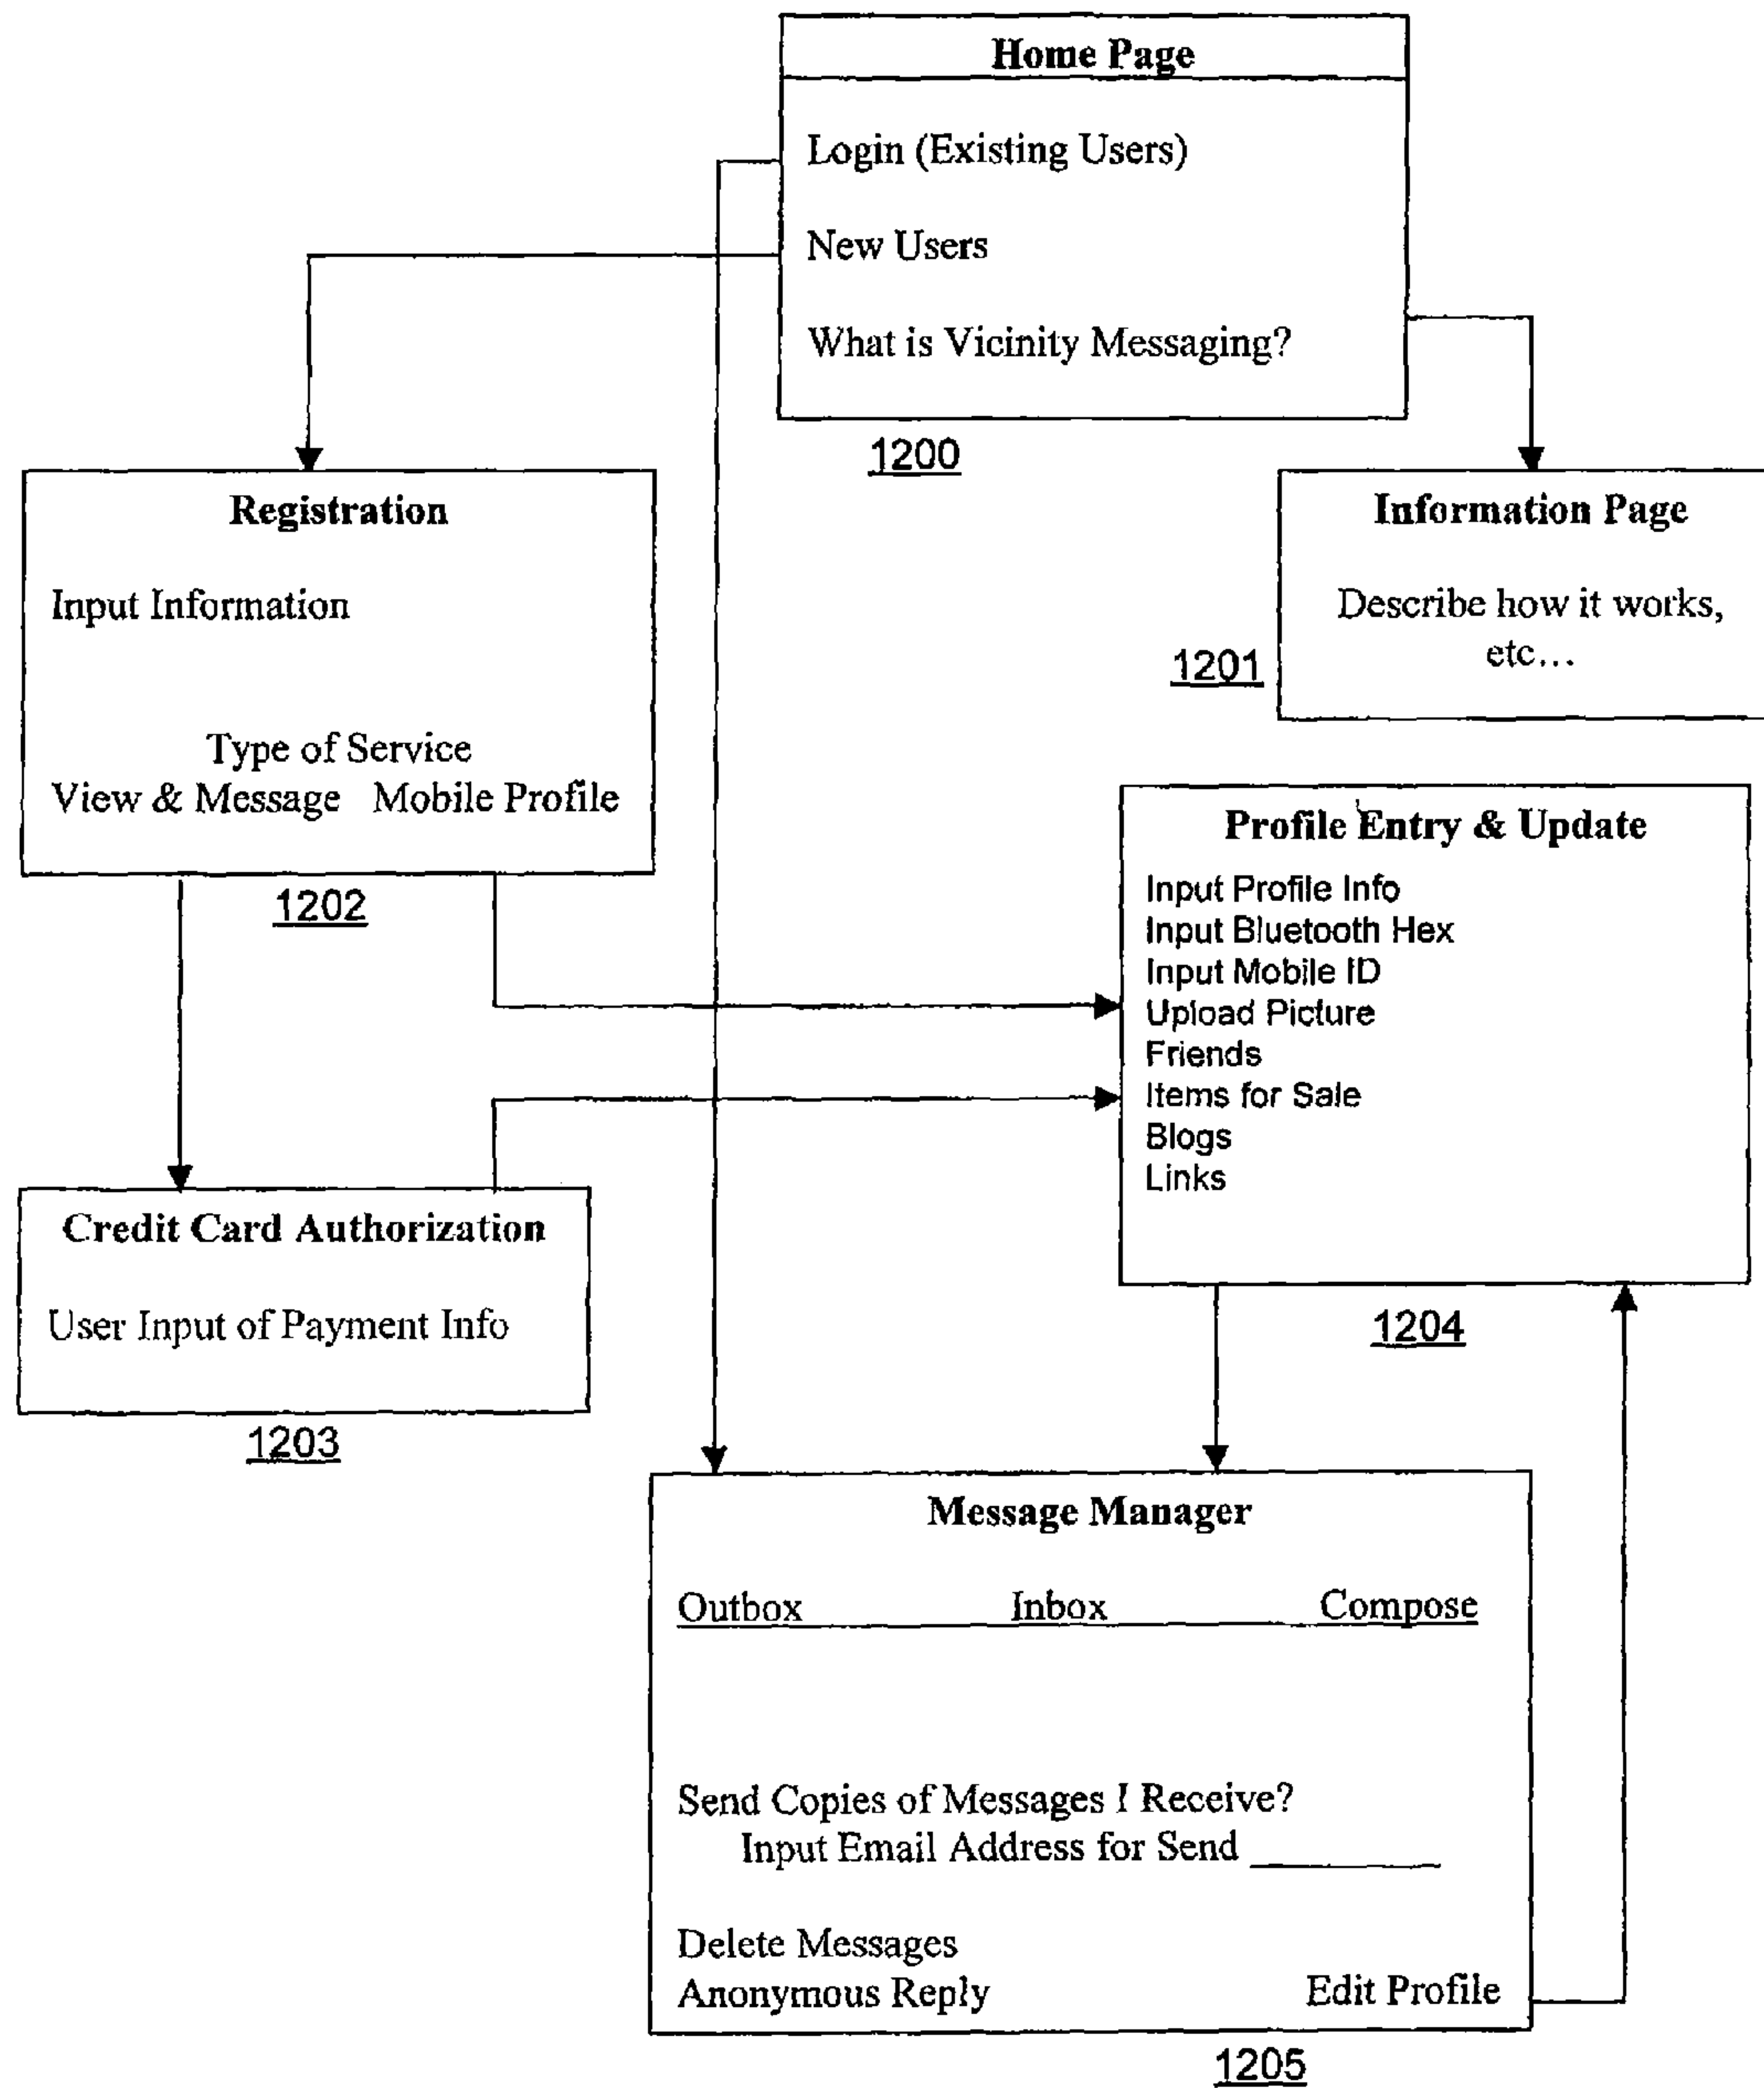 Home Page
Login (Existing Users)
New Users
What is Vicinity Messaging?
1200
Registration
Input Information
Type of Service
View & Message Mobile Profile
1202
Information Page
Describe how it works,
etc...
1201
Profile Entry & Update
Input Profile Info
Input Bluetooth Hex
Input Mobile ID
Upload Picture
Friends
Items for Sale
Blogs
Links
1204
Credit Card Authorization
User Input of Payment Info
1203
Message Manager
Outbox Inbox Compose
Send Copies of Messages I Receive?
Input Email Address for Send __________
Delete Messages
Anonymous Reply Edit Profile
1205